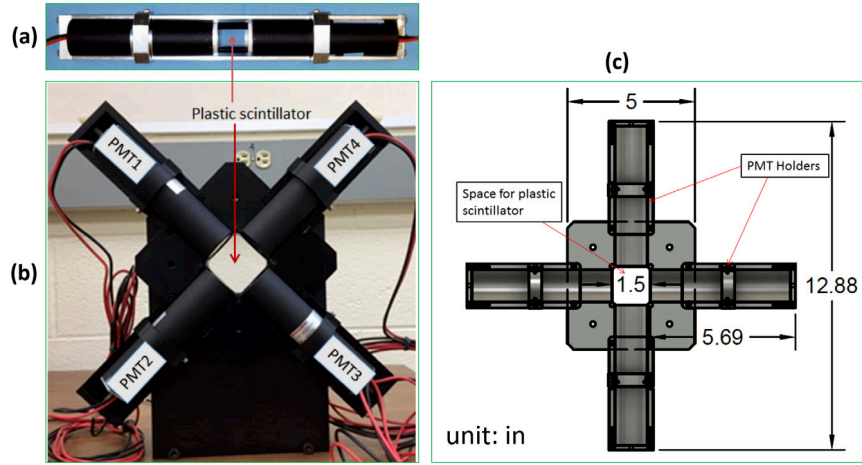 (a)
Plastic scintillator
PMT1
PMT4
(b)
PMT2
PMT3
(c)
5
Space for plastic
scintillator
PMT Holders
1.5
12.88
5.69
unit: in